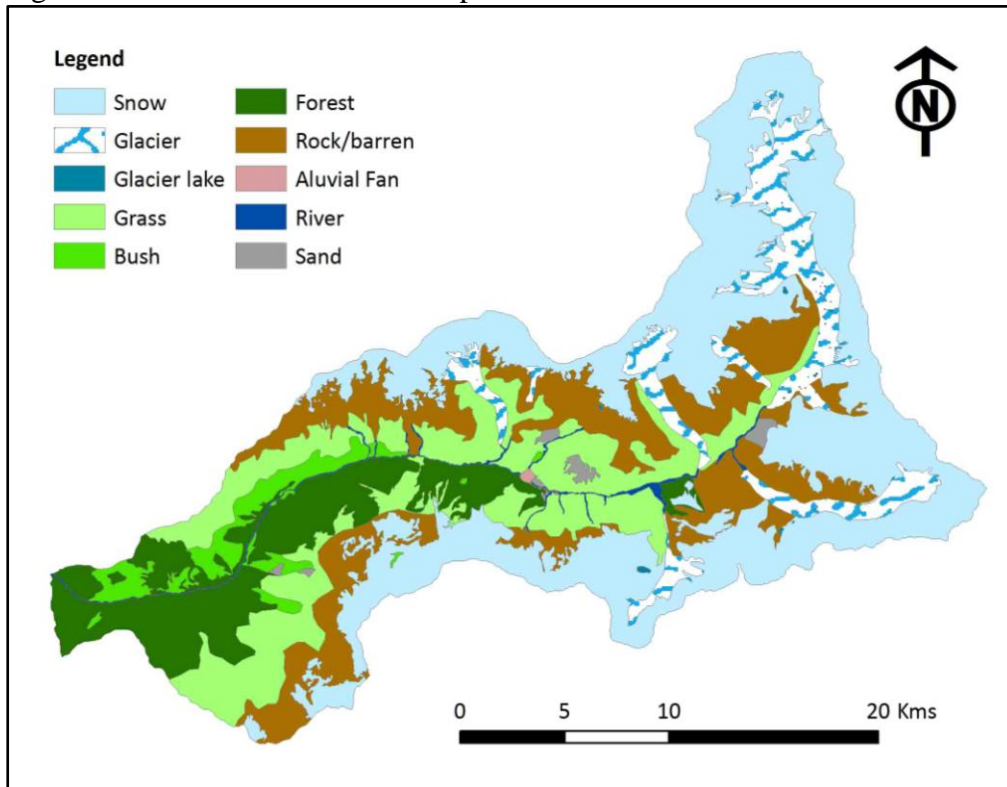 Legend
Snow
Glacier
Glacier lake
Grass
Bush
Forest
Rock/barren
Aluvial Fan
River
Sand
N
0 5 10 20 Kms